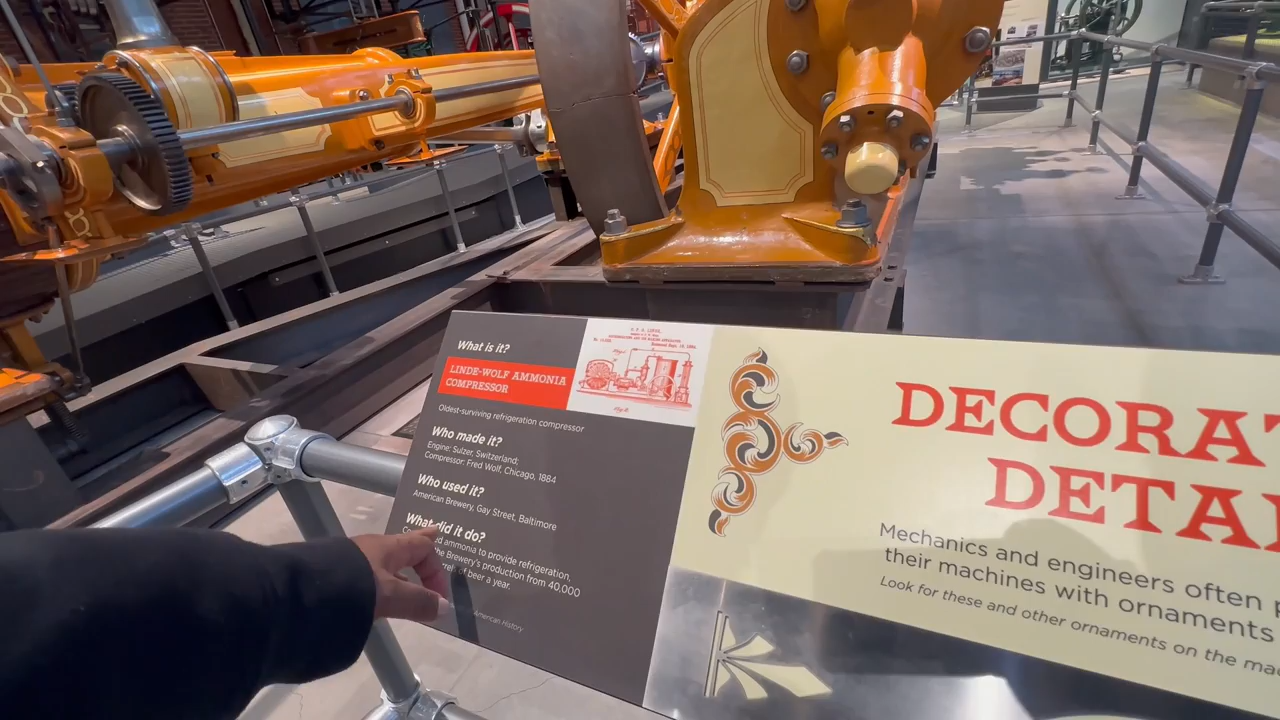 What is it?
LINDE-WOLF AMMONIA
COMPRESSOR
Oldest-surviving refrigeration compressor
Who made it?
Engine: Sulzer, Switzerland;
Compressor: Fred Wolf, Chicago, 1884
Who used it?
American Brewery, Gay Street, Baltimore
What did it do?
ammonia to provide refrigeration,
the Brewery's production from 40,000
of beer a year.
American History
DECORAT
DETAI
Mechanics and engineers often
their machines with ornaments
Look for these and other ornaments on the